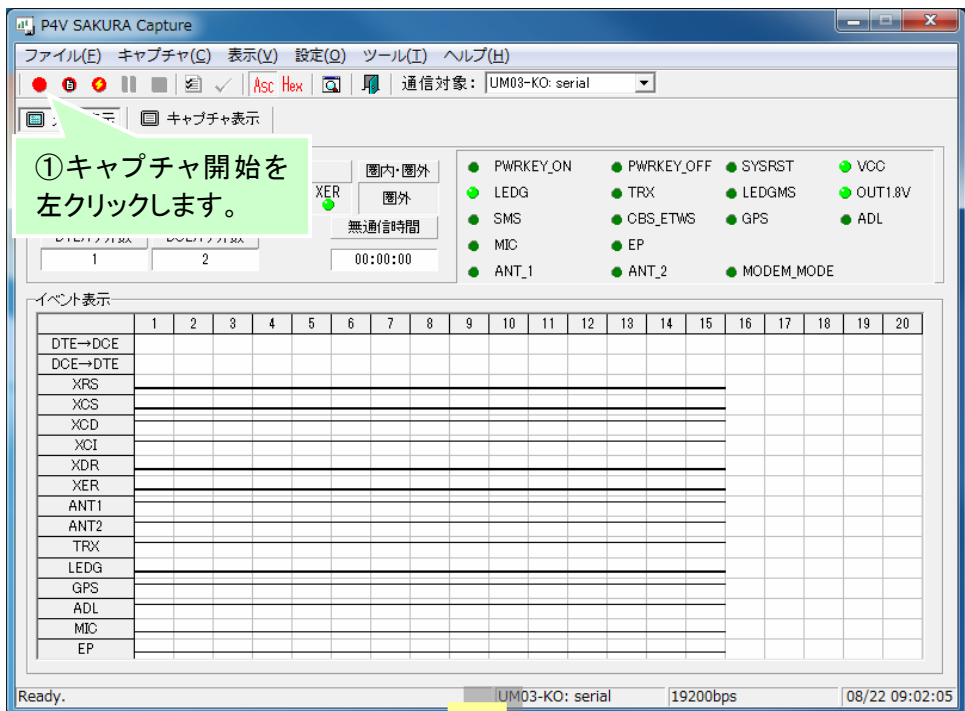 P4V SAKURA Capture
ファイル(F) キャプチャ(C) 表示(V) 設定(O) ツール(T) ヘルプ(H)
Asc Hex 通信対象: UM03-KO: serial
キャプチャ表示
①キャプチャ開始を
左クリックします。
XER
圏内・圏外
圏外
無通信時間
00:00:00
1 2
PWRKEY_ON PWRKEY_OFF SYSRST VCC
LEDG TRX LEDGMS OUT1.8V
SMS CBS_ETWS GPS ADL
MIC EP
ANT_1 ANT_2 MODEM_MODE
イベント表示
1 2 3 4 5 6 7 8 9 10 11 12 13 14 15 16 17 18 19 20
DTE→DCE
DCE→DTE
XRS
XCS
XCD
XCI
XDR
XER
ANT1
ANT2
TRX
LEDG
GPS
ADL
MIC
EP
Ready. UM03-KO: serial 19200bps 08/22 09:02:05